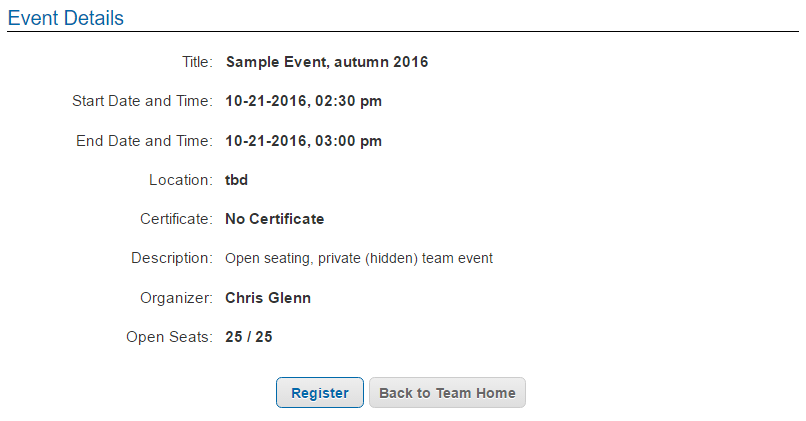 Event Details
Title: Sample Event, autumn 2016
Start Date and Time: 10-21-2016, 02:30 pm
End Date and Time: 10-21-2016, 03:00 pm
Location: tbd
Certificate: No Certificate
Description: Open seating, private (hidden) team event
Organizer: Chris Glenn
Open Seats: 25 / 25
Register Back to Team Home